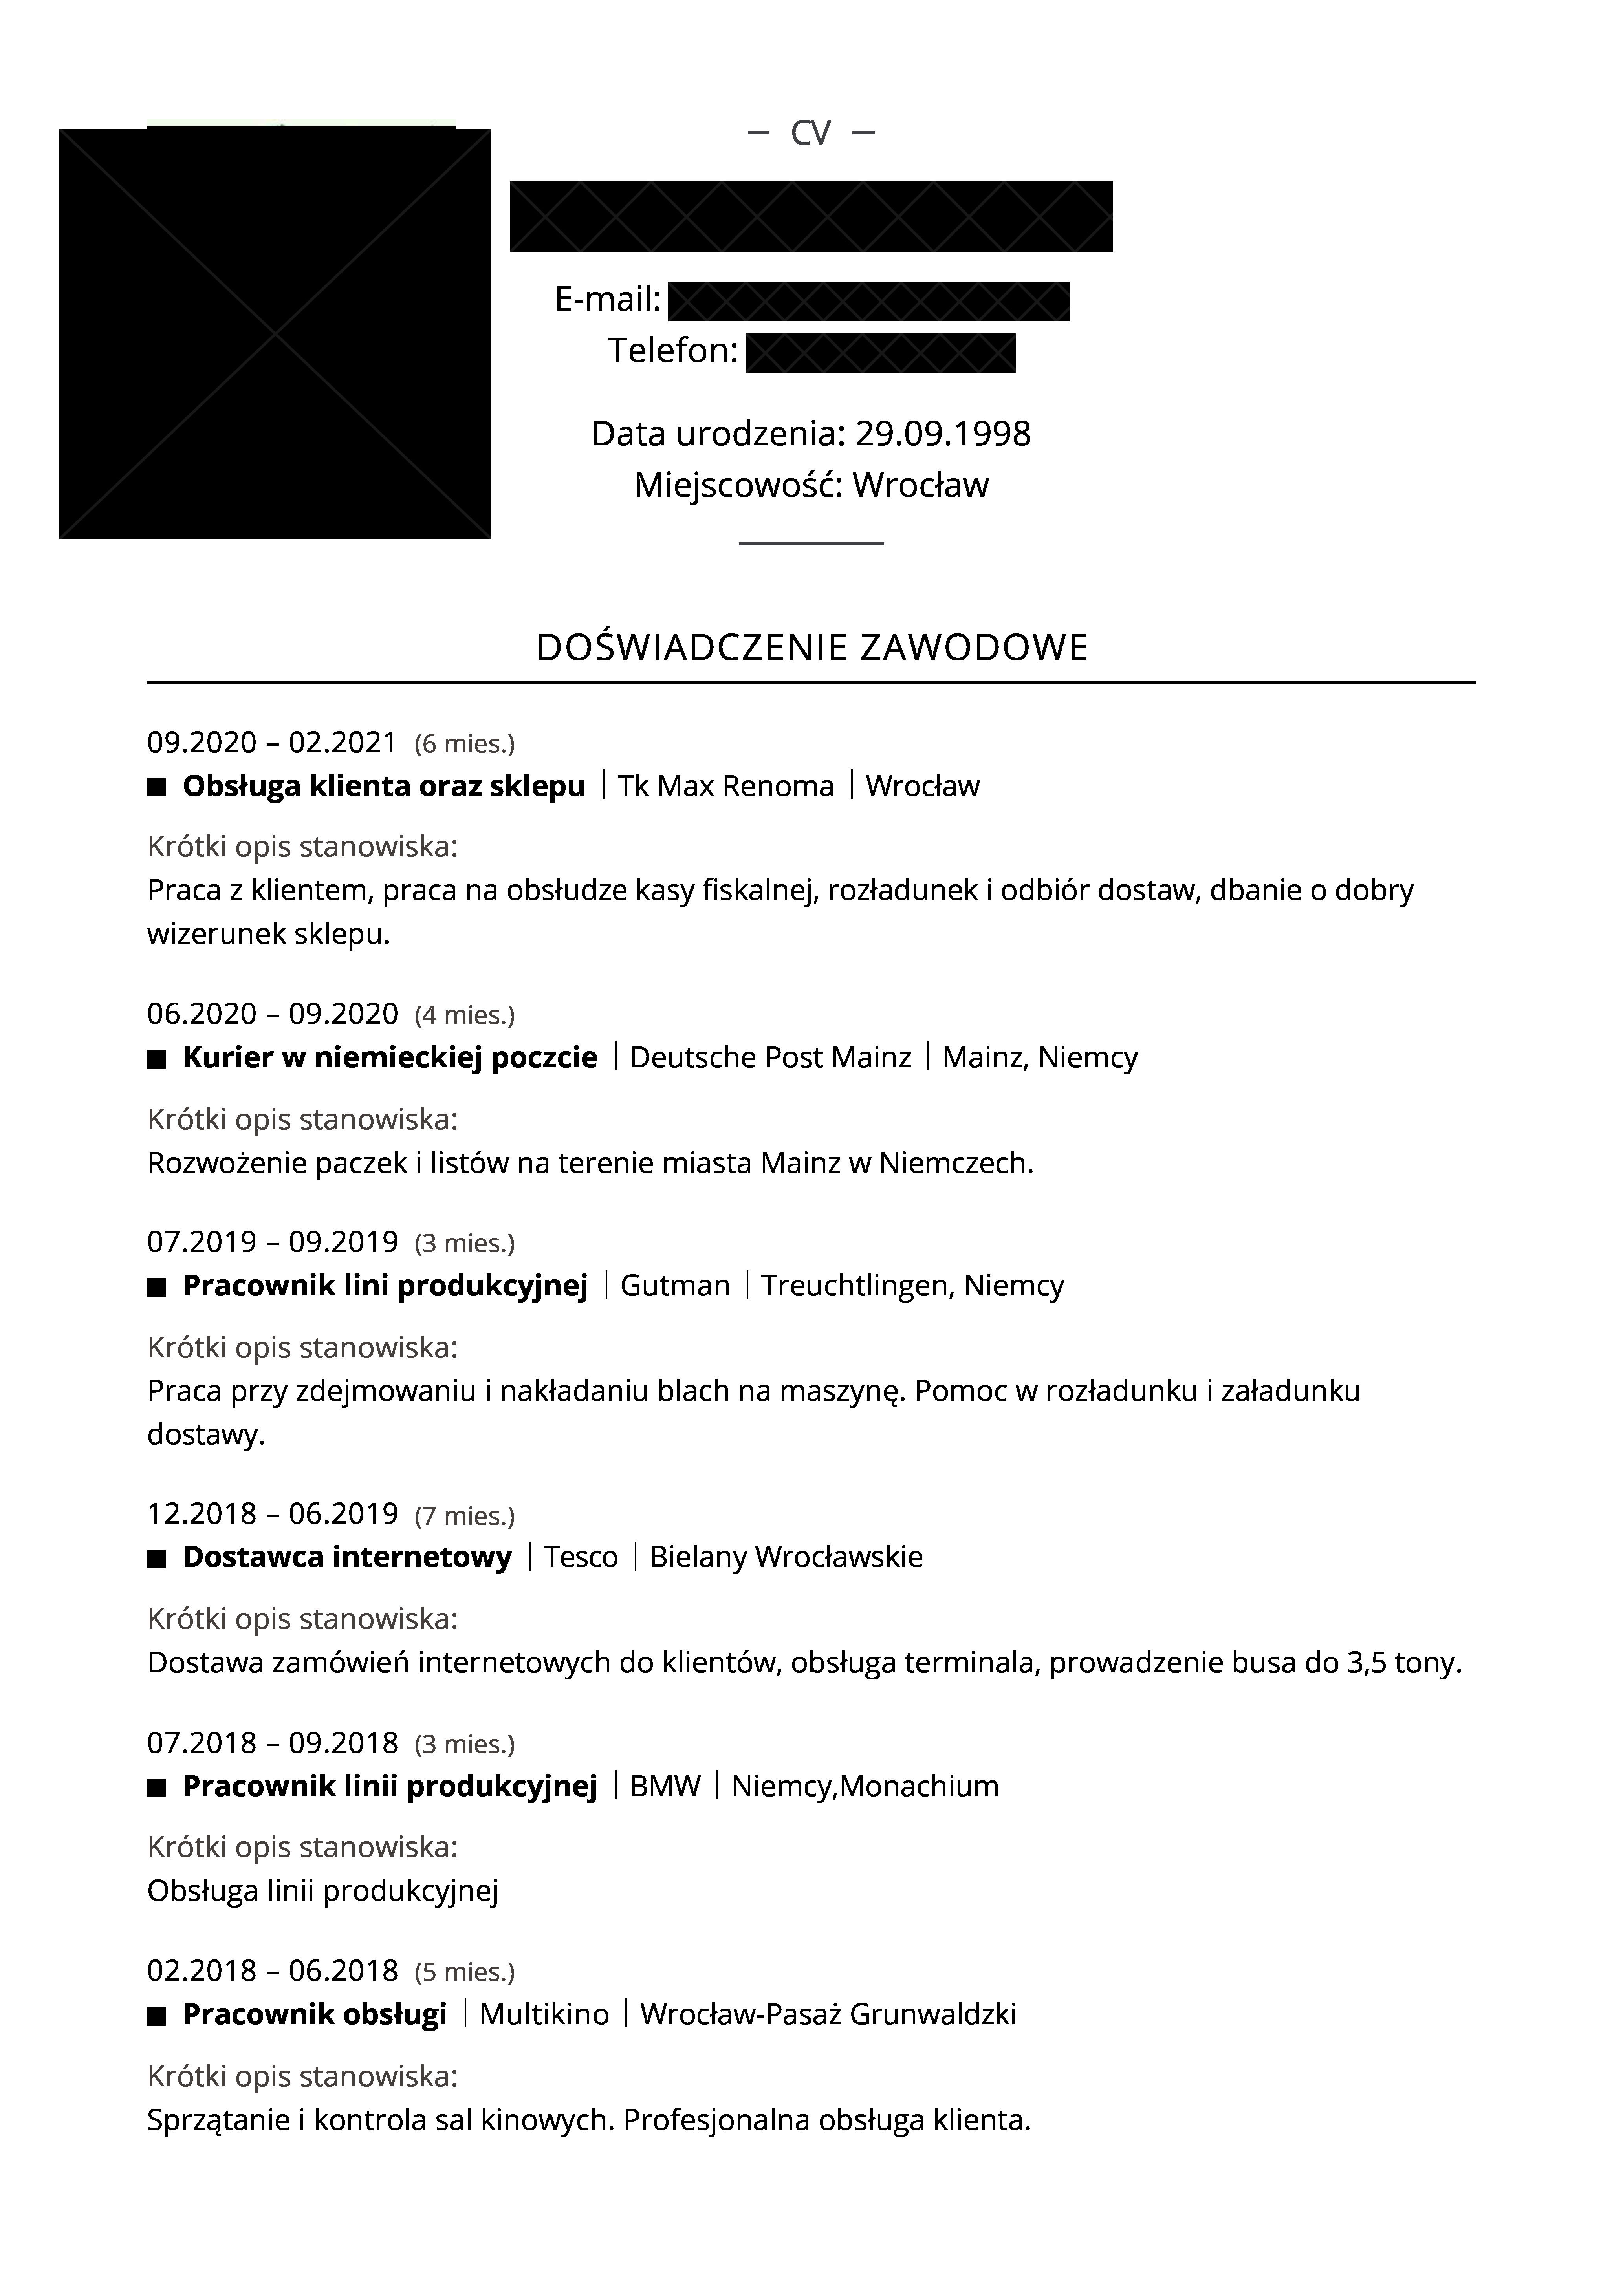 – CV –
E-mail:
Telefon:
Data urodzenia: 29.09.1998
Miejscowość: Wrocław
DOŚWIADCZENIE ZAWODOWE
09.2020 – 02.2021 (6 mies.)
■ Obsługa klienta oraz sklepu | Tk Max Renoma | Wrocław
Krótki opis stanowiska:
Praca z klientem, praca na obsłudze kasy fiskalnej, rozładunek i odbiór dostaw, dbanie o dobry
wizerunek sklepu.
06.2020 – 09.2020 (4 mies.)
■ Kurier w niemieckiej poczcie | Deutsche Post Mainz | Mainz, Niemcy
Krótki opis stanowiska:
Rozwożenie paczek i listów na terenie miasta Mainz w Niemczech.
07.2019 – 09.2019 (3 mies.)
■ Pracownik lini produkcyjnej | Gutman | Treuchtlingen, Niemcy
Krótki opis stanowiska:
Praca przy zdejmowaniu i nakładaniu blach na maszynę. Pomoc w rozładunku i załadunku
dostawy.
12.2018 – 06.2019 (7 mies.)
■ Dostawca internetowy | Tesco | Bielany Wrocławskie
Krótki opis stanowiska:
Dostawa zamówień internetowych do klientów, obsługa terminala, prowadzenie busa do 3,5 tony.
07.2018 – 09.2018 (3 mies.)
■ Pracownik linii produkcyjnej | BMW | Niemcy,Monachium
Krótki opis stanowiska:
Obsługa linii produkcyjnej
02.2018 – 06.2018 (5 mies.)
■ Pracownik obsługi | Multikino | Wrocław-Pasaż Grunwaldzki
Krótki opis stanowiska:
Sprzątanie i kontrola sal kinowych. Profesjonalna obsługa klienta.